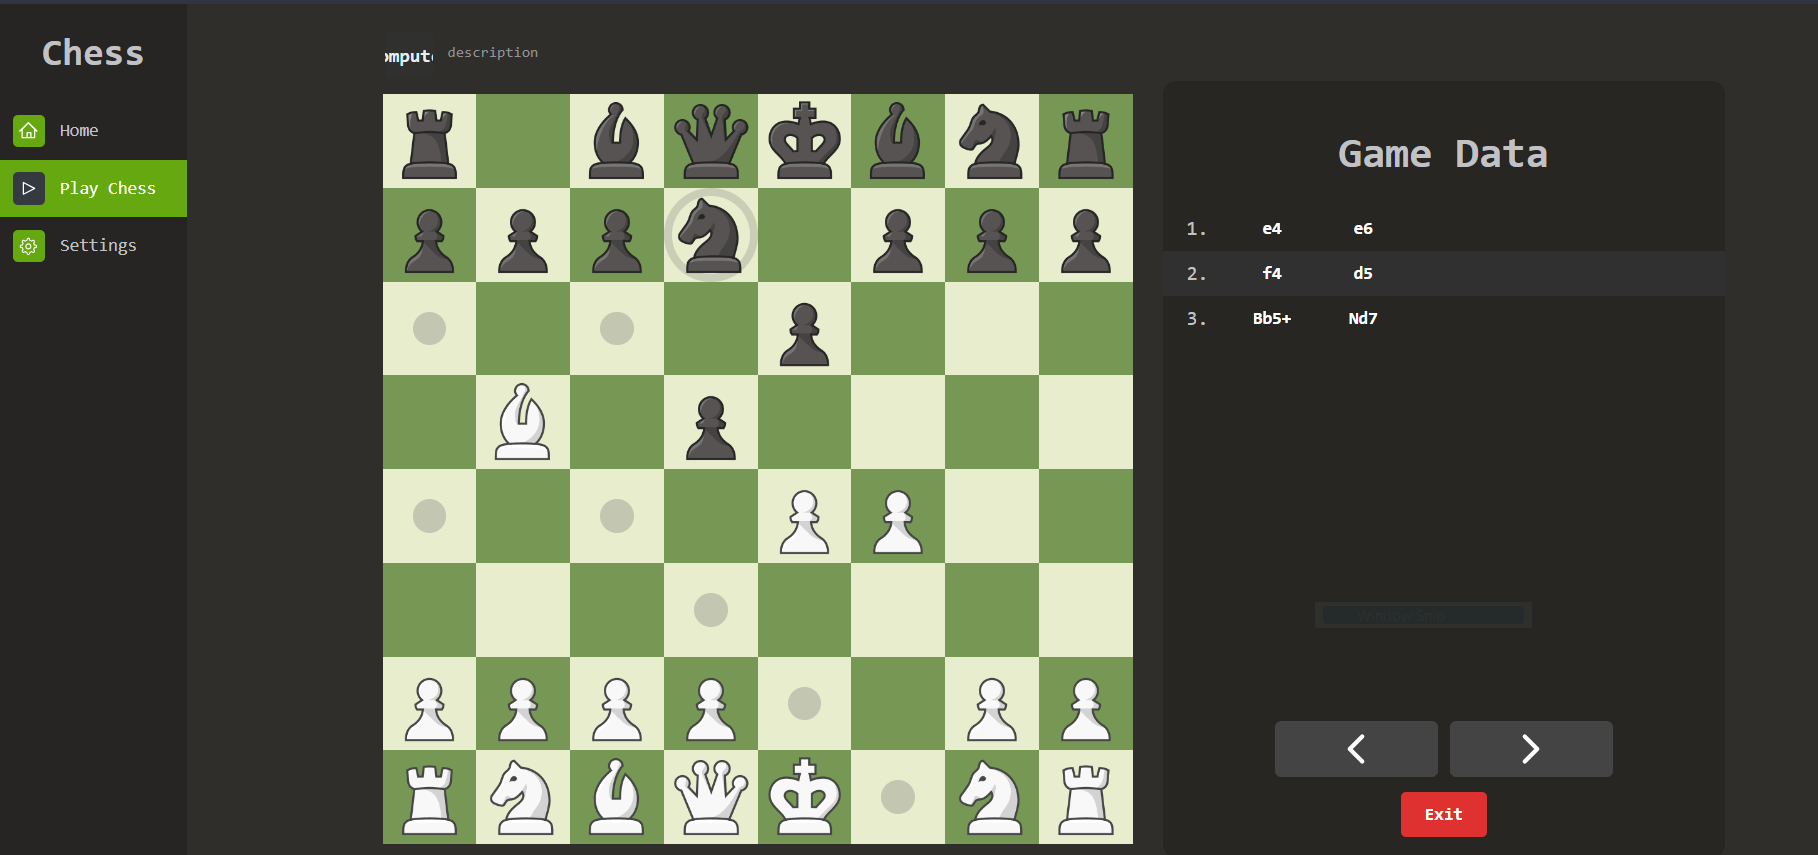 Chess
Home
Play Chess
Settings
description
Game Data
1. e4 e6
2. f4 d5
3. Bb5+ Nd7
Exit